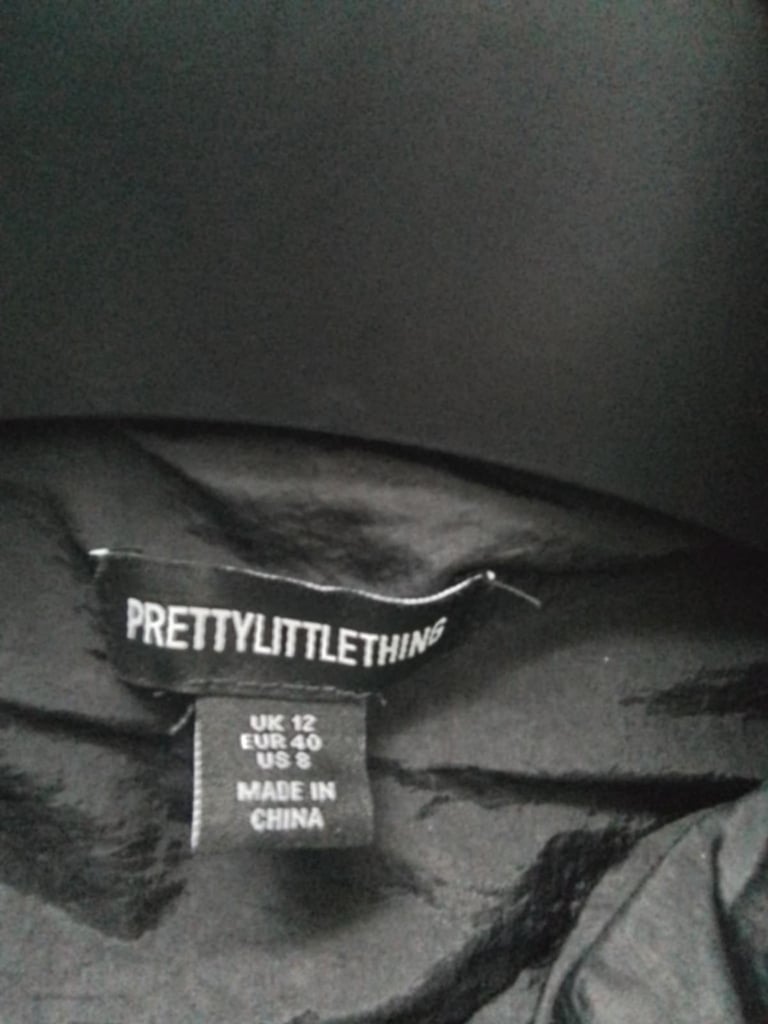 PRETTYLITTLETHING
UK 12
EUR 40
US 8
MADE IN
CHINA